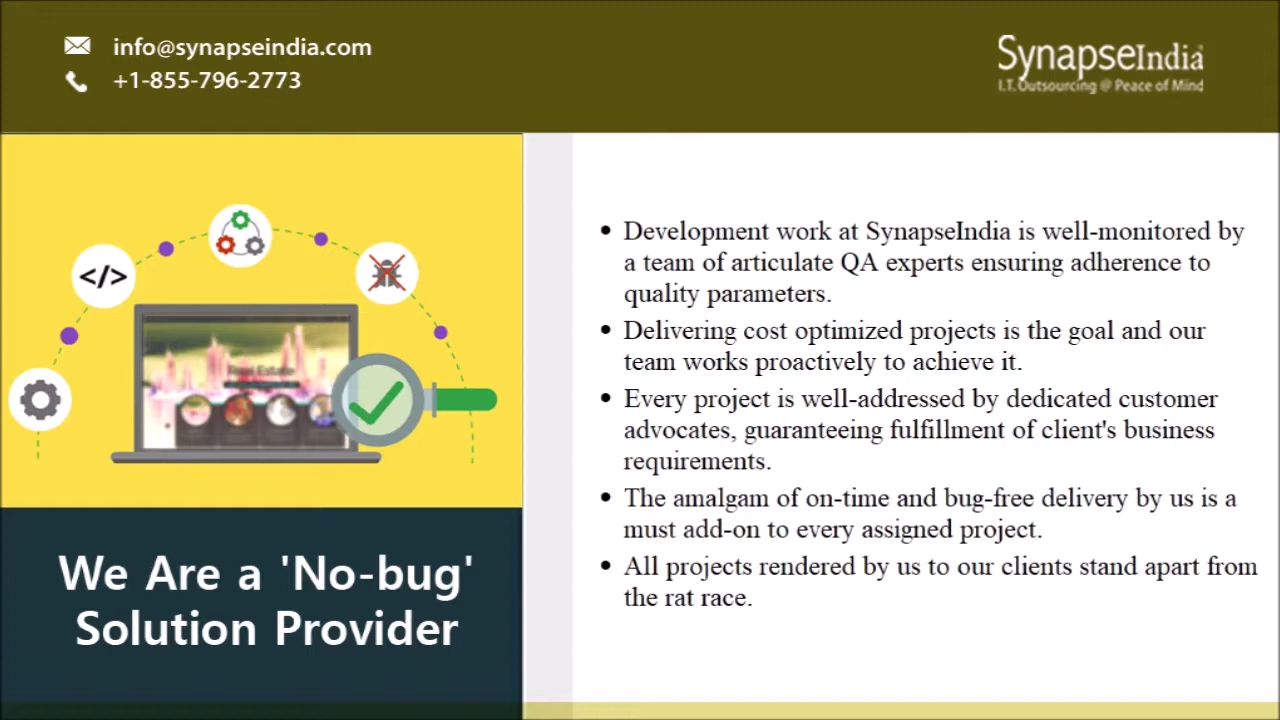 info@synapseindia.com
+1-855-796-2773
SynapseIndia
I.T. Outsourcing @ Peace of Mind
</>
Real Estate
We Are a 'No-bug'
Solution Provider
• Development work at SynapseIndia is well-monitored by
a team of articulate QA experts ensuring adherence to
quality parameters.
• Delivering cost optimized projects is the goal and our
team works proactively to achieve it.
• Every project is well-addressed by dedicated customer
advocates, guaranteeing fulfillment of client's business
requirements.
• The amalgam of on-time and bug-free delivery by us is a
must add-on to every assigned project.
• All projects rendered by us to our clients stand apart from
the rat race.